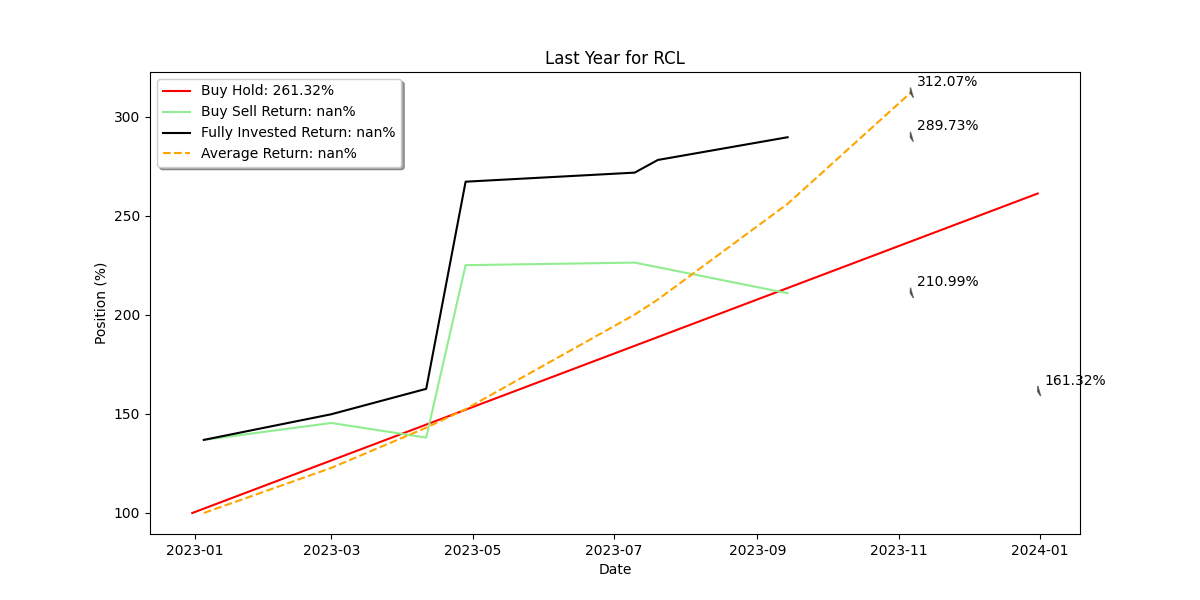 Last Year for RCL
Buy Hold: 261.32%
Buy Sell Return: nan%
Fully Invested Return: nan%
Average Return: nan%
312.07%
289.73%
210.99%
161.32%
300
250
200
150
100
Position (%)
2023-01 2023-03 2023-05 2023-07 2023-09 2023-11 2024-01
Date